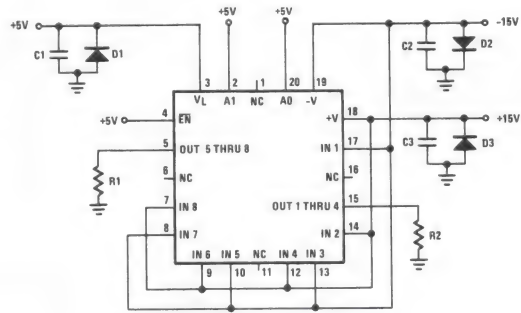 +5V +5V +5V -15V
C1 D1 C2 D2
3 2 1 20 19
VL A1 NC A0 -V
+5V 4 EN +V 18 +15V
5 OUT 5 THRU 8 IN 1 17 C3 D3
R1 6 NC NC 16
7 IN 8 OUT 1 THRU 4 15
8 IN 7 IN 2 14 R2
IN 6 IN 5 NC IN 4 IN 3
9 10 11 12 13